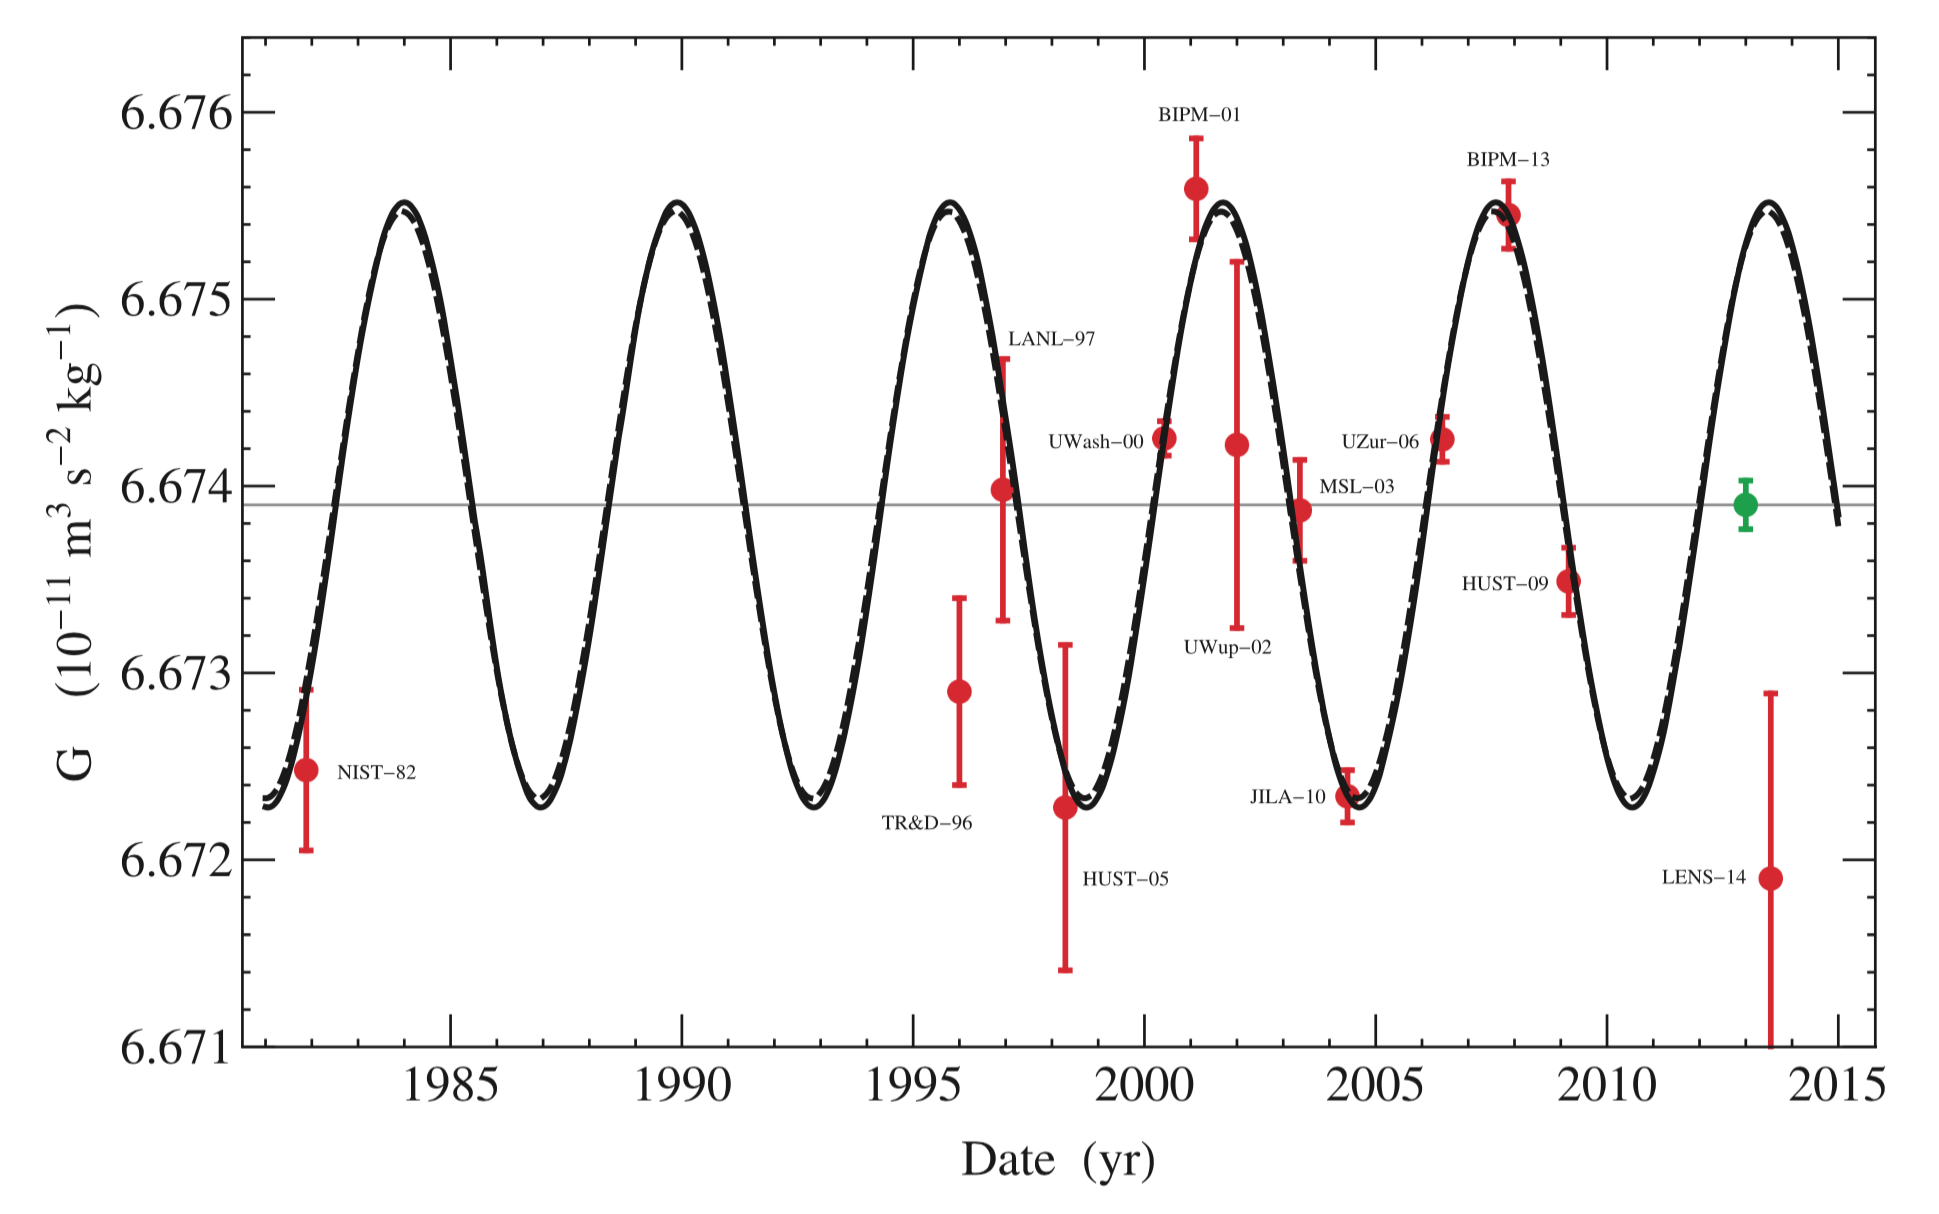 BIPM−01
6.676
BIPM−13
6.675
LANL−97
UWash−00
UZur−06
6.674
MSL−03
HUST−09
UWup−02
6.673
NIST−82
JILA−10
TR&D−96
6.672
HUST−05
LENS−14
6.671
G (10⁻¹¹ m³ s⁻² kg⁻¹)
1985 1990 1995 2000 2005 2010 2015
Date (yr)